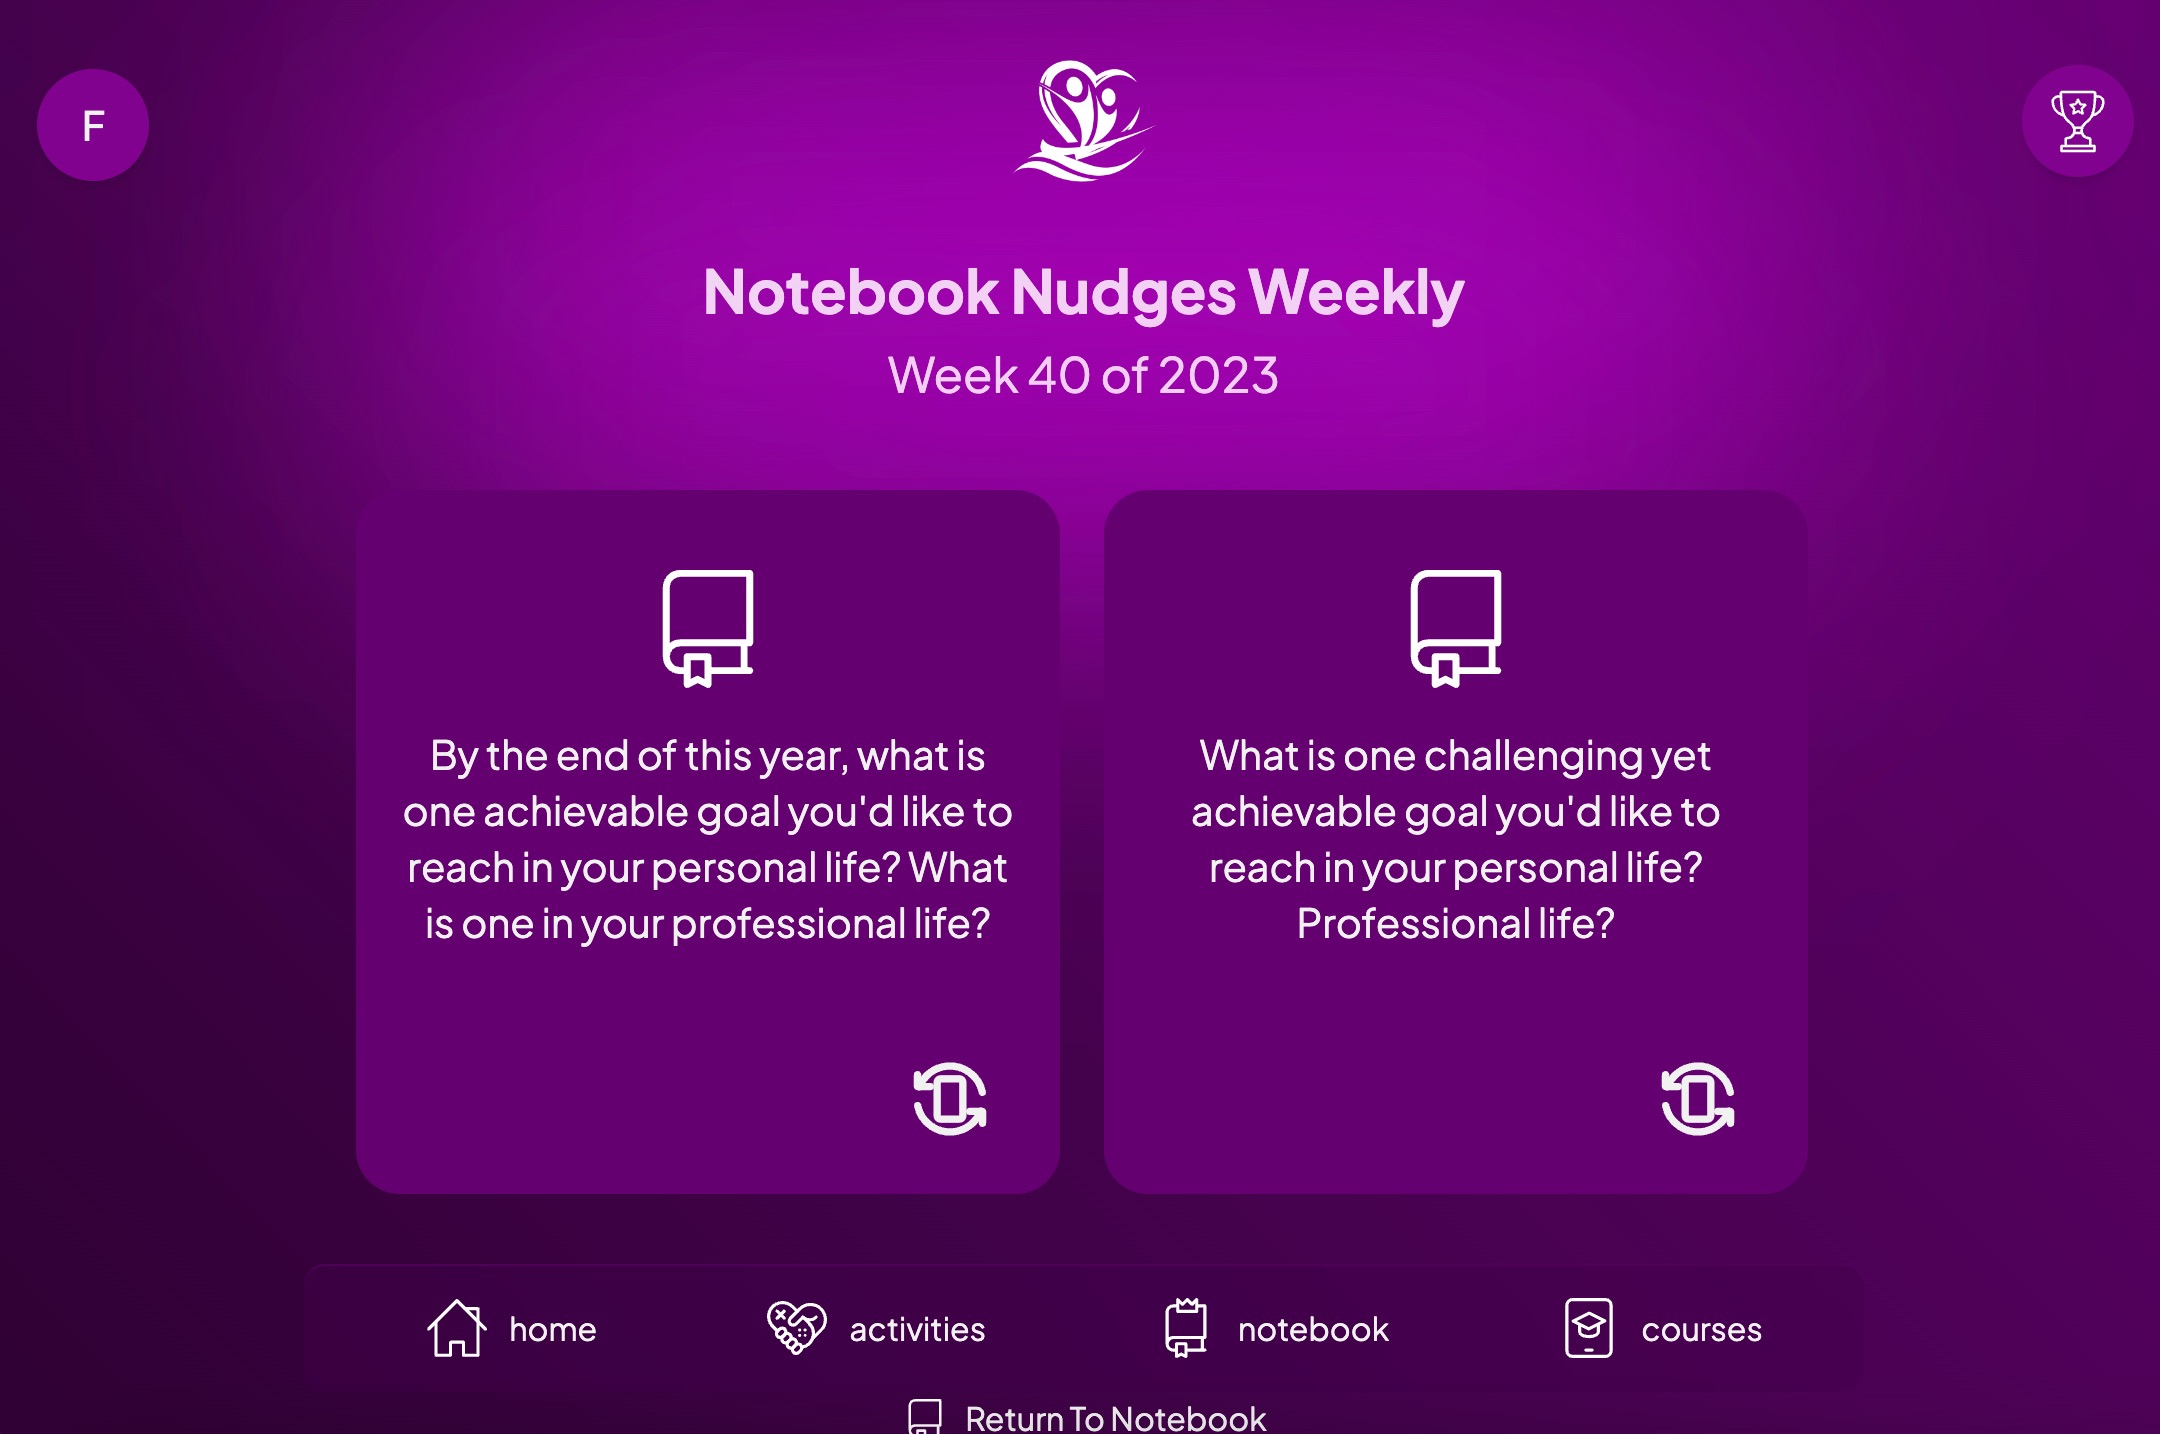 F
Notebook Nudges Weekly
Week 40 of 2023
By the end of this year, what is
one achievable goal you'd like to
reach in your personal life? What
is one in your professional life?
What is one challenging yet
achievable goal you'd like to
reach in your personal life?
Professional life?
home
activities
notebook
courses
Return To Notebook